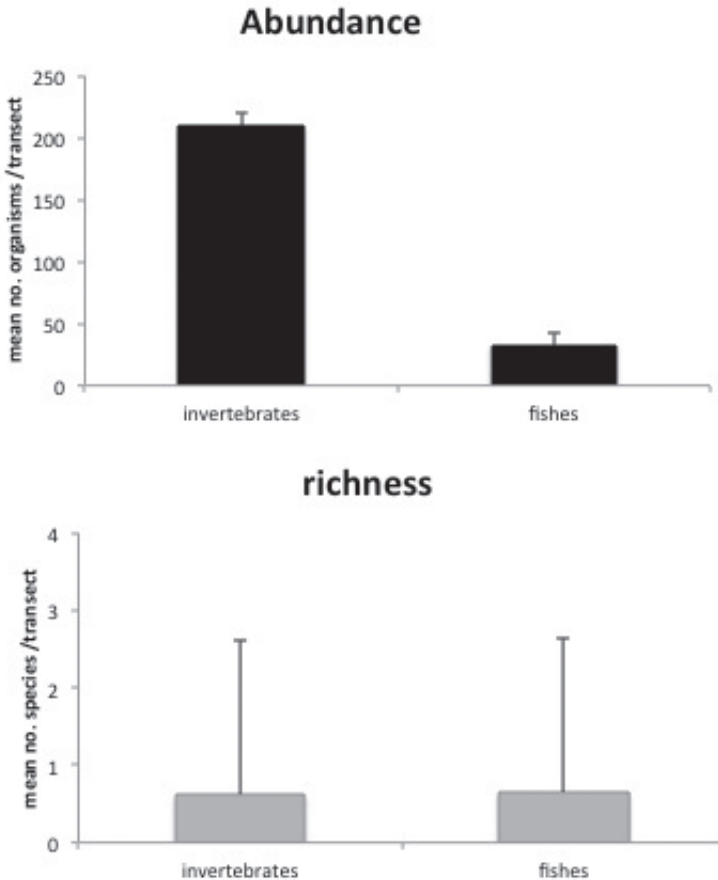 Abundance
mean no. organisms /transect
250
200
150
100
50
0
invertebrates
fishes
richness
mean no. species /transect
4
3
2
1
0
invertebrates
fishes